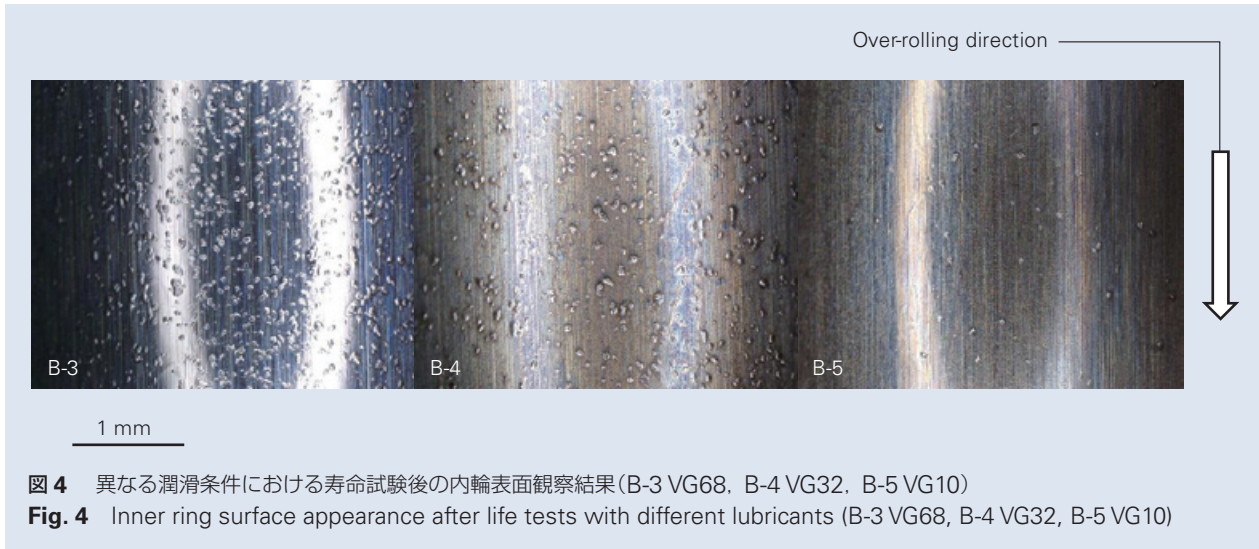 Over-rolling direction
B-3
B-4
B-5
1 mm
図 4 異なる潤滑条件における寿命試験後の内輪表面観察結果(B-3 VG68, B-4 VG32, B-5 VG10)
Fig. 4 Inner ring surface appearance after life tests with different lubricants (B-3 VG68, B-4 VG32, B-5 VG10)